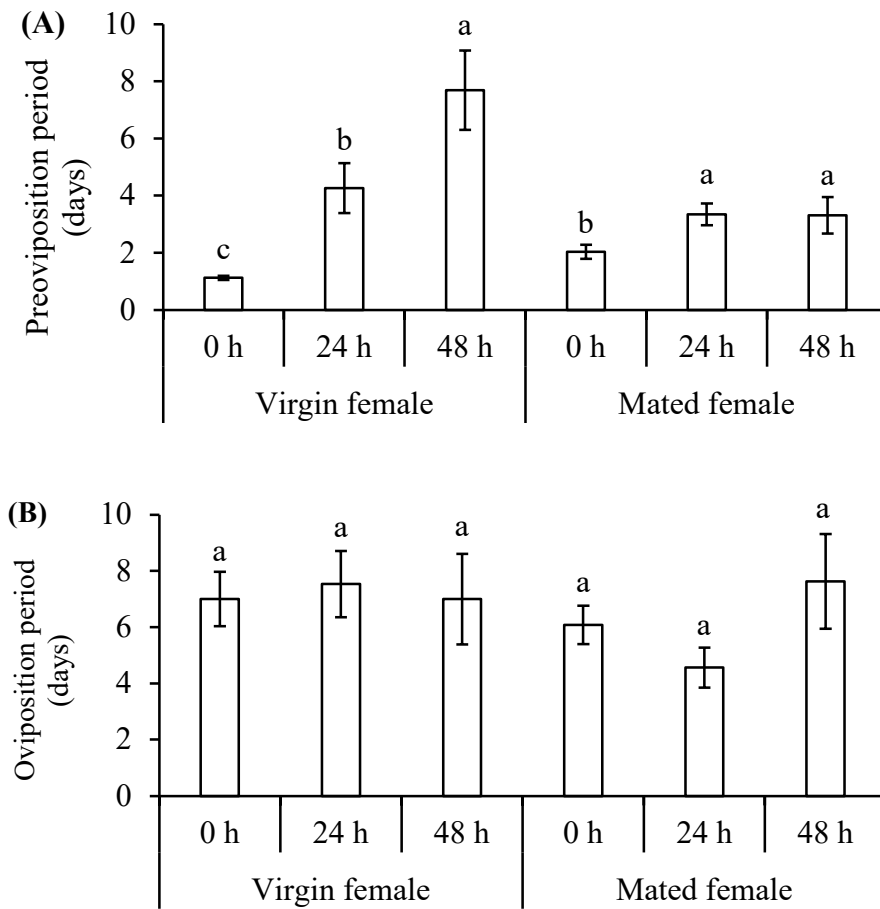 (A)
Preoviposition period
(days)
10
8
6
4
2
0
c
b
a
b
a
a
0 h 24 h 48 h 0 h 24 h 48 h
Virgin female Mated female
(B)
Oviposition period
(days)
10
8
6
4
2
0
a
a
a
a
a
a
0 h 24 h 48 h 0 h 24 h 48 h
Virgin female Mated female